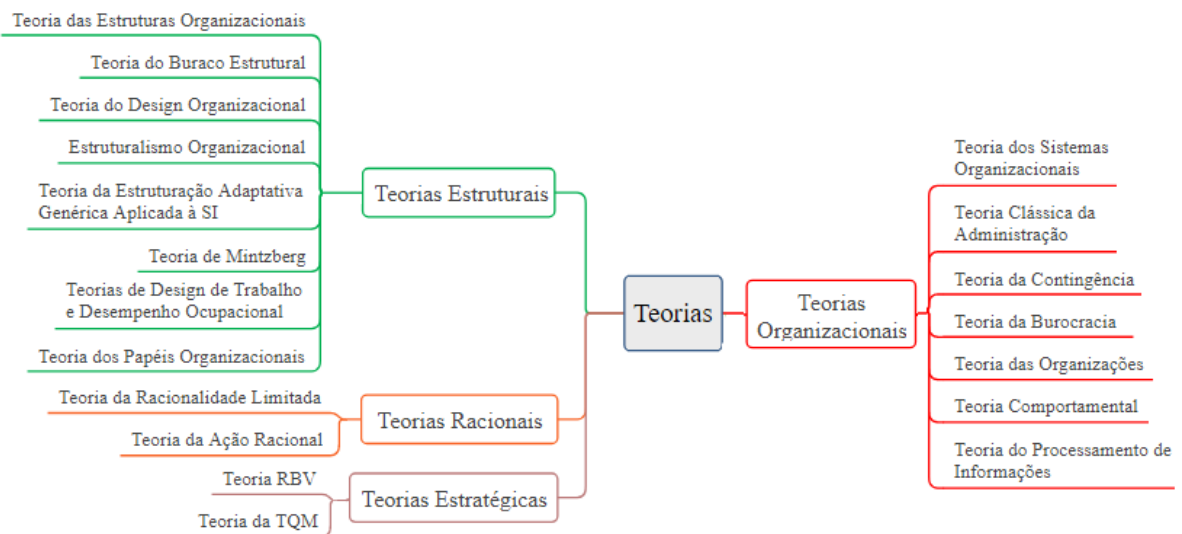 Teoria das Estruturas Organizacionais
Teoria do Buraco Estrutural
Teoria do Design Organizacional
Estruturalismo Organizacional
Teoria da Estruturação Adaptativa
Genérica Aplicada à SI
Teoria de Mintzberg
Teorias de Design de Trabalho
e Desempenho Ocupacional
Teoria dos Papéis Organizacionais
Teorias Estruturais
Teoria da Racionalidade Limitada
Teoria da Ação Racional
Teorias Racionais
Teoria RBV
Teoria da TQM
Teorias Estratégicas
Teorias
Teorias
Organizacionais
Teoria dos Sistemas
Organizacionais
Teoria Clássica da
Administração
Teoria da Contingência
Teoria da Burocracia
Teoria das Organizações
Teoria Comportamental
Teoria do Processamento de
Informações